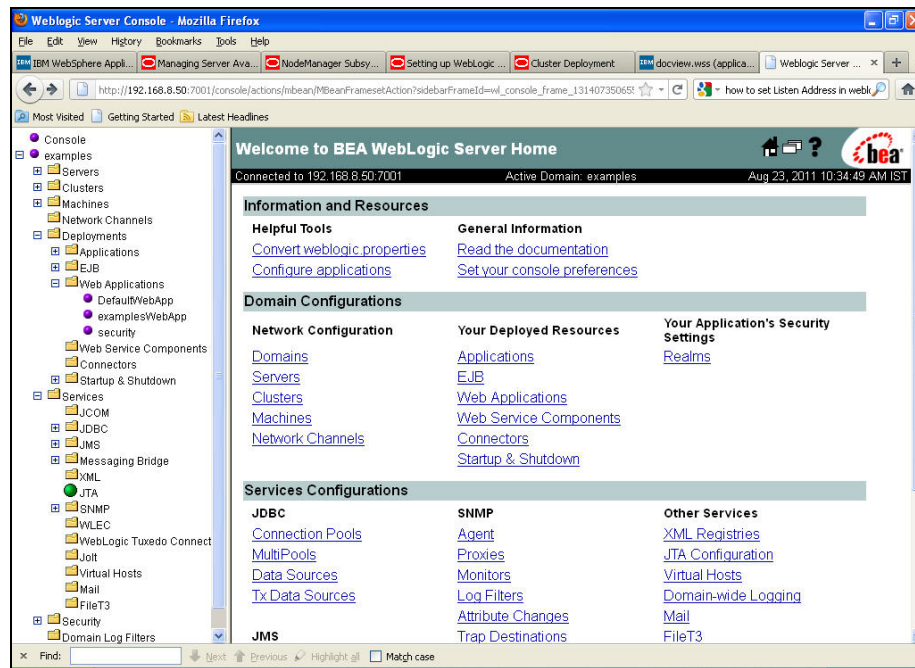 Weblogic Server Console - Mozilla Firefox
File Edit View History Bookmarks Tools Help
IBM WebSphere Appli... Managing Server Ava... NodeManager Subsy... Setting up WebLogic ... Cluster Deployment docview.wss (applica... Weblogic Server ...
http://192.168.8.50:7001/console/actions/mbean/MBeanFramesetAction?sidebarFrameId=wl_console_frame_1314073506 how to set Listen Address in weblo
Most Visited Getting Started Latest Headlines
Console
examples
Servers
Clusters
Machines
Network Channels
Deployments
Applications
EJB
Web Applications
DefaultWebApp
examplesWebApp
security
Web Service Components
Connectors
Startup & Shutdown
Services
JCOM
JDBC
JMS
Messaging Bridge
XML
JTA
SNMP
WLEC
WebLogic Tuxedo Connect
Jolt
Virtual Hosts
Mail
FileT3
Security
Domain Log Filters
Welcome to BEA WebLogic Server Home
bea
Connected to 192.168.8.50:7001 Active Domain: examples Aug 23, 2011 10:34:49 AM IST
Information and Resources
Helpful Tools General Information
Convert weblogic.properties Read the documentation
Configure applications Set your console preferences
Domain Configurations
Network Configuration Your Deployed Resources Your Application's Security Settings
Domains Applications Realms
Servers EJB
Clusters Web Applications
Machines Web Service Components
Network Channels Connectors
Startup & Shutdown
Services Configurations
JDBC SNMP Other Services
Connection Pools Agent XML Registries
MultiPools Proxies JTA Configuration
Data Sources Monitors Virtual Hosts
Tx Data Sources Log Filters Domain-wide Logging
Attribute Changes Mail
JMS Trap Destinations FileT3
Find: Next Previous Highlight all Match case